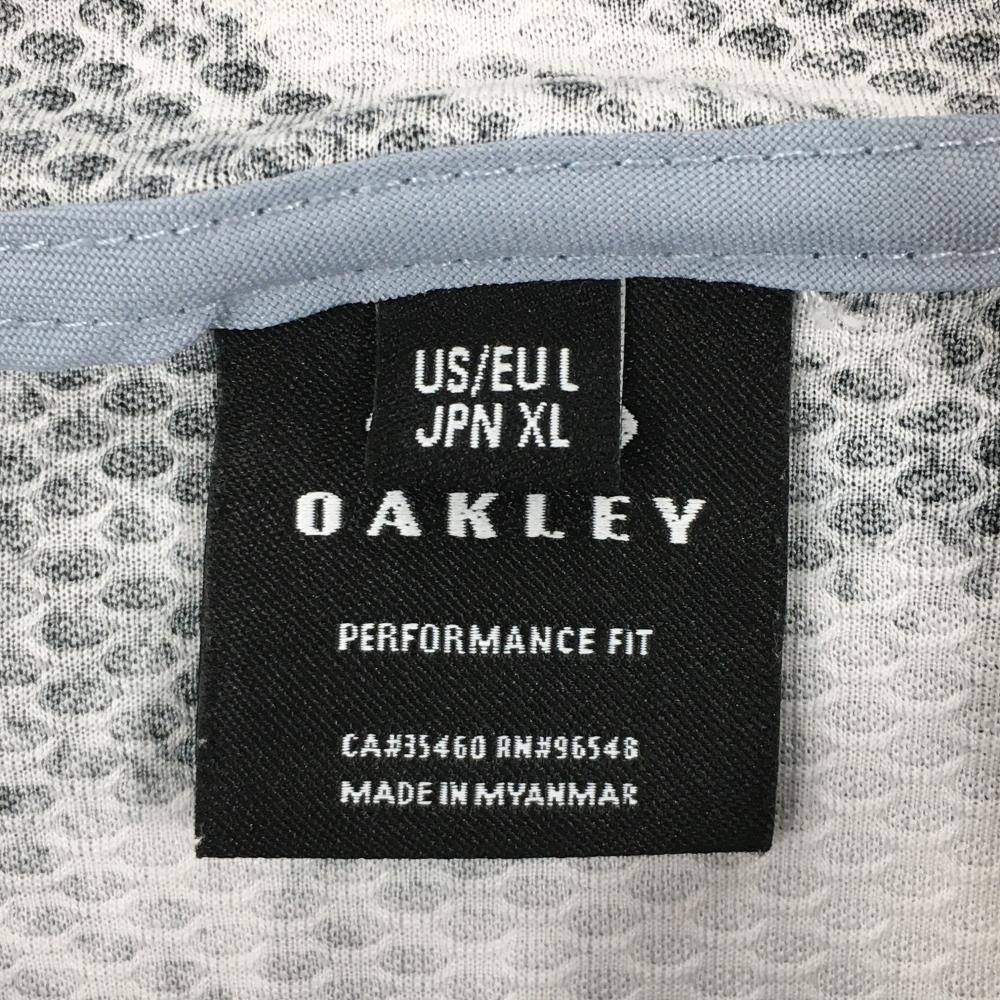 US/EU L
JPN XL
OAKLEY
PERFORMANCE FIT
CA#35460 RN#96548
MADE IN MYANMAR